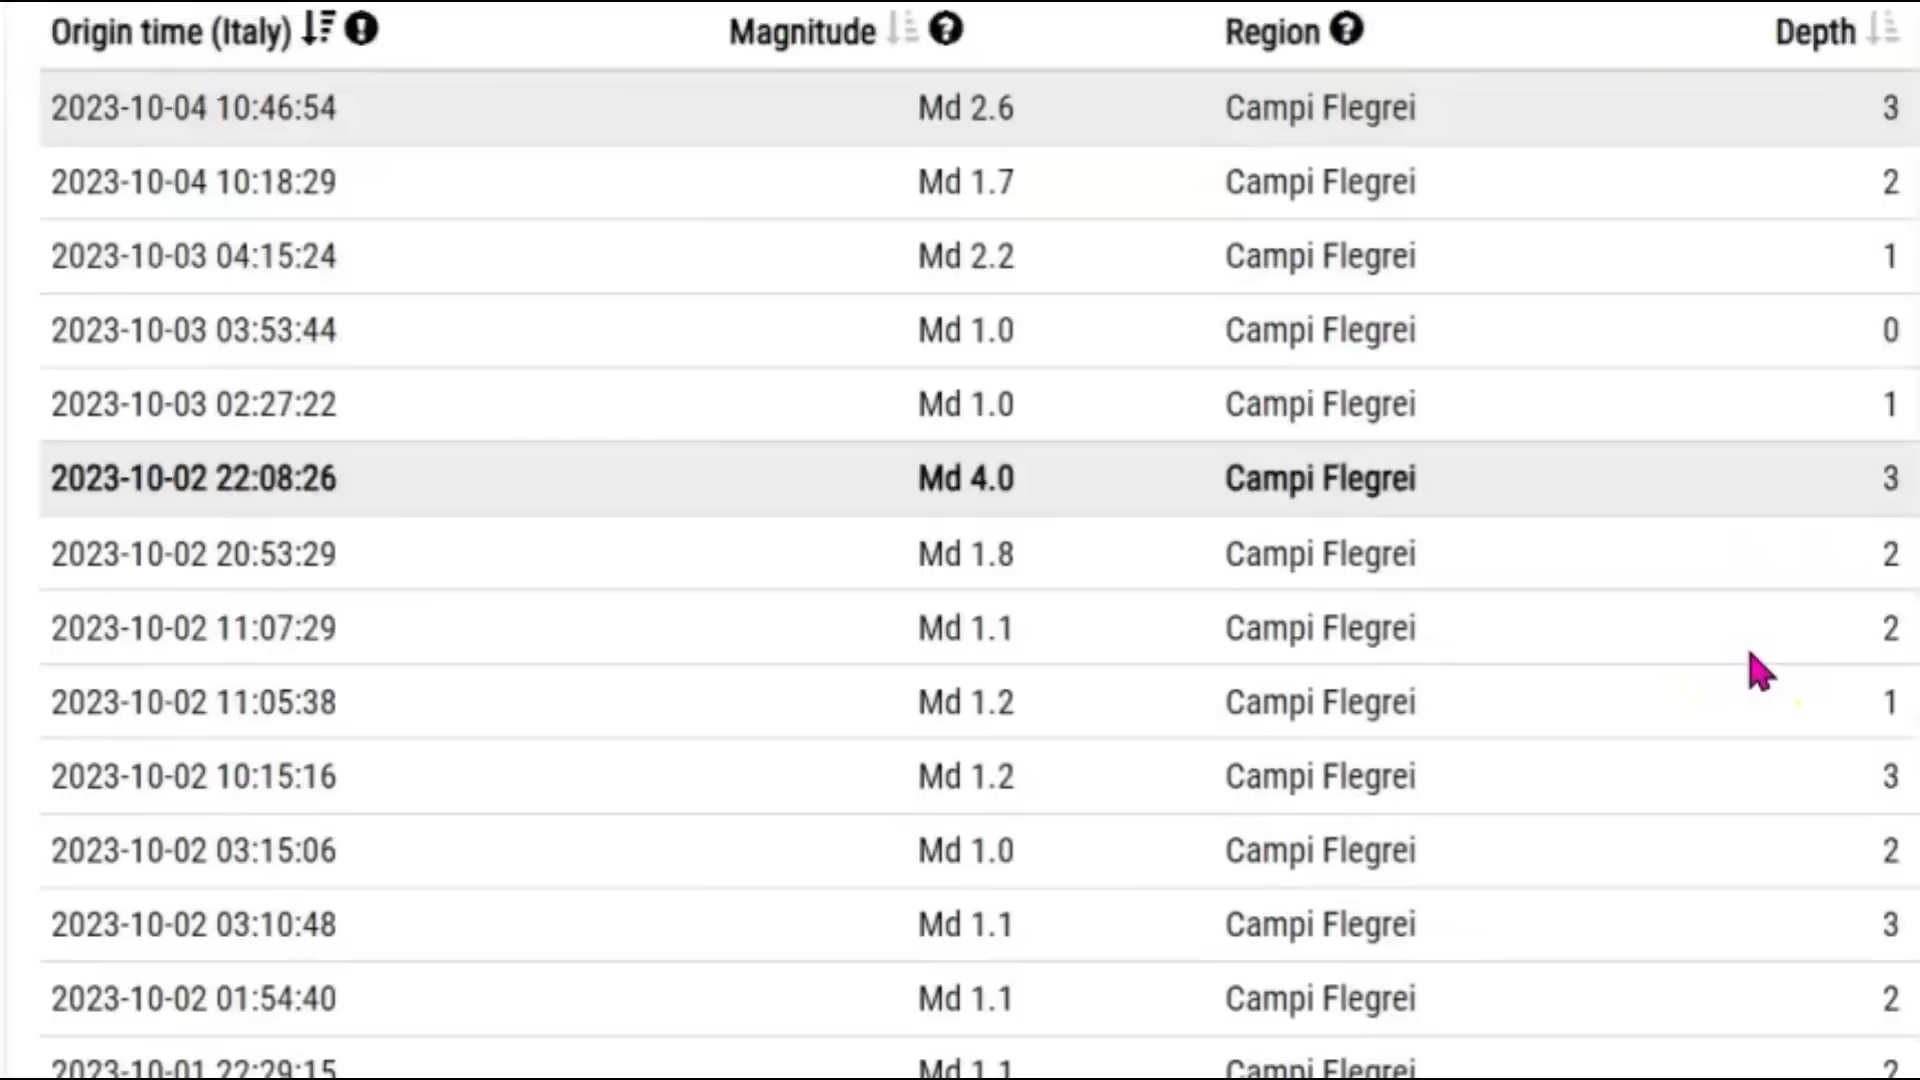 Origin time (Italy) Magnitude Region Depth
2023-10-04 10:46:54 Md 2.6 Campi Flegrei 3
2023-10-04 10:18:29 Md 1.7 Campi Flegrei 2
2023-10-03 04:15:24 Md 2.2 Campi Flegrei 1
2023-10-03 03:53:44 Md 1.0 Campi Flegrei 0
2023-10-03 02:27:22 Md 1.0 Campi Flegrei 1
2023-10-02 22:08:26 Md 4.0 Campi Flegrei 3
2023-10-02 20:53:29 Md 1.8 Campi Flegrei 2
2023-10-02 11:07:29 Md 1.1 Campi Flegrei 2
2023-10-02 11:05:38 Md 1.2 Campi Flegrei 1
2023-10-02 10:15:16 Md 1.2 Campi Flegrei 3
2023-10-02 03:15:06 Md 1.0 Campi Flegrei 2
2023-10-02 03:10:48 Md 1.1 Campi Flegrei 3
2023-10-02 01:54:40 Md 1.1 Campi Flegrei 2
2023-10-01 22:29:15 Md 1.1 Campi Flegrei 2